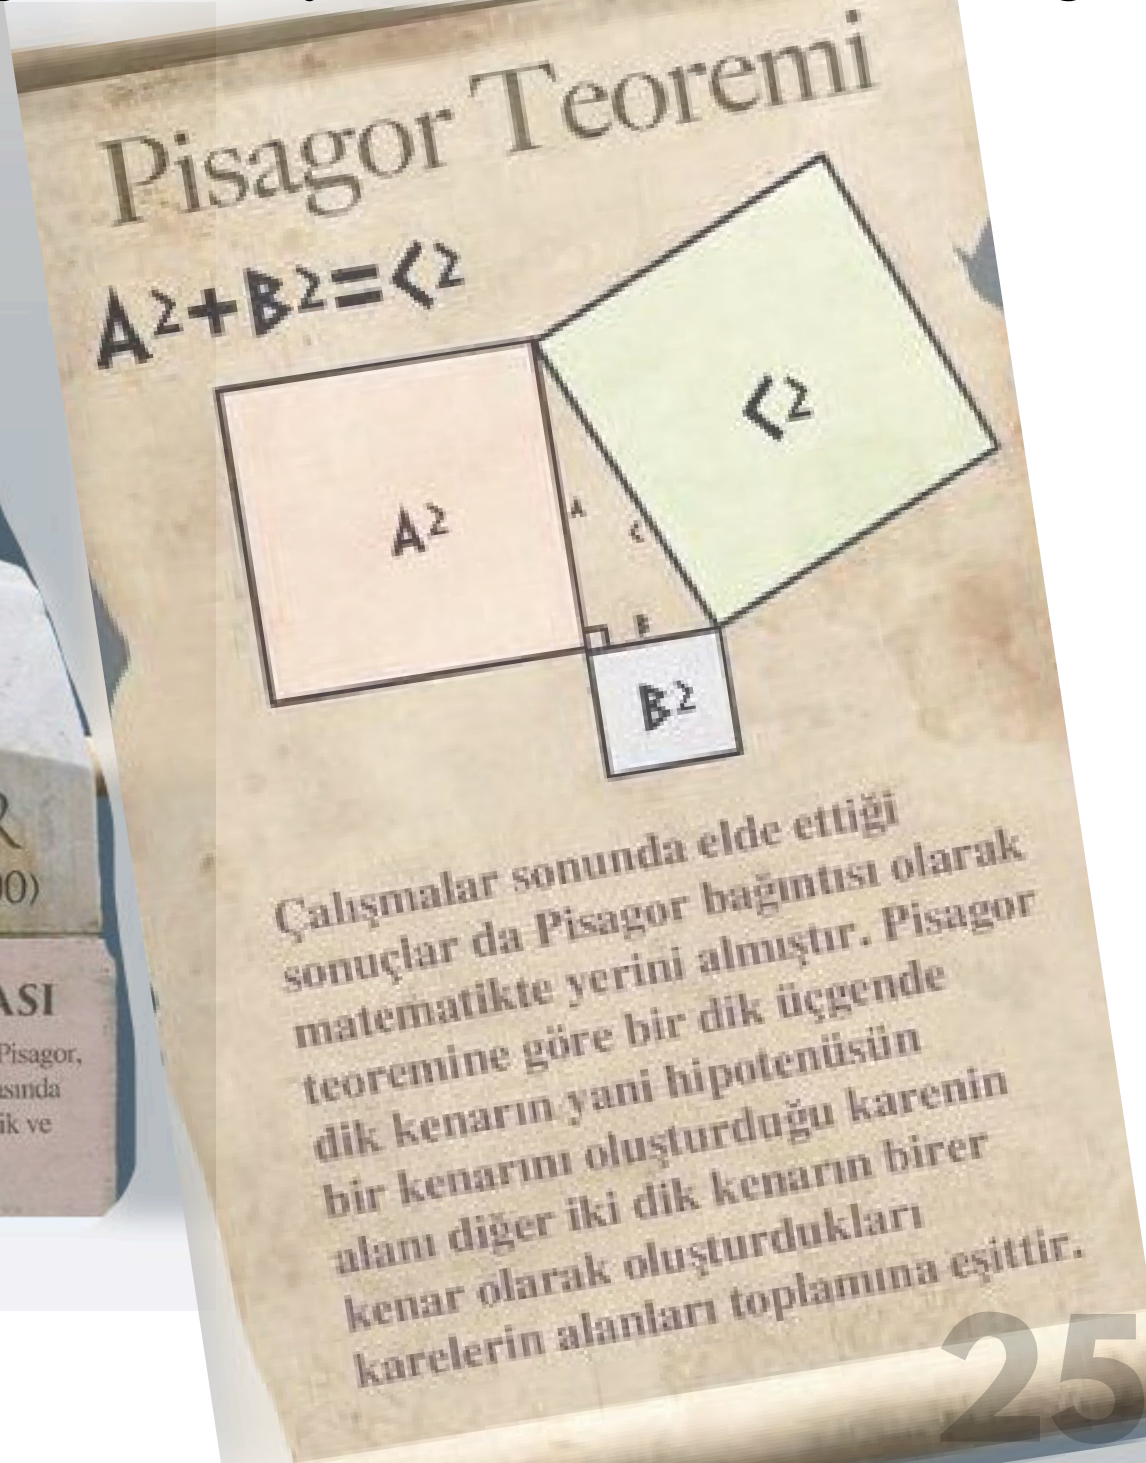 Pisagor Teoremi
A2+B2=C2
C2
A2
A
C
B
B2
Çalışmalar sonunda elde ettiği
sonuçlar da Pisagor bağıntısı olarak
matematikte yerini almıştır. Pisagor
teoremine göre bir dik üçgende
dik kenarın yani hipotenüsün
bir kenarını oluşturduğu karenin
alanı diğer iki dik kenarın birer
kenar olarak oluşturdukları
karelerin alanları toplamına eşittir.
R
00)
ASI
Pisagor,
asında
ik ve
25